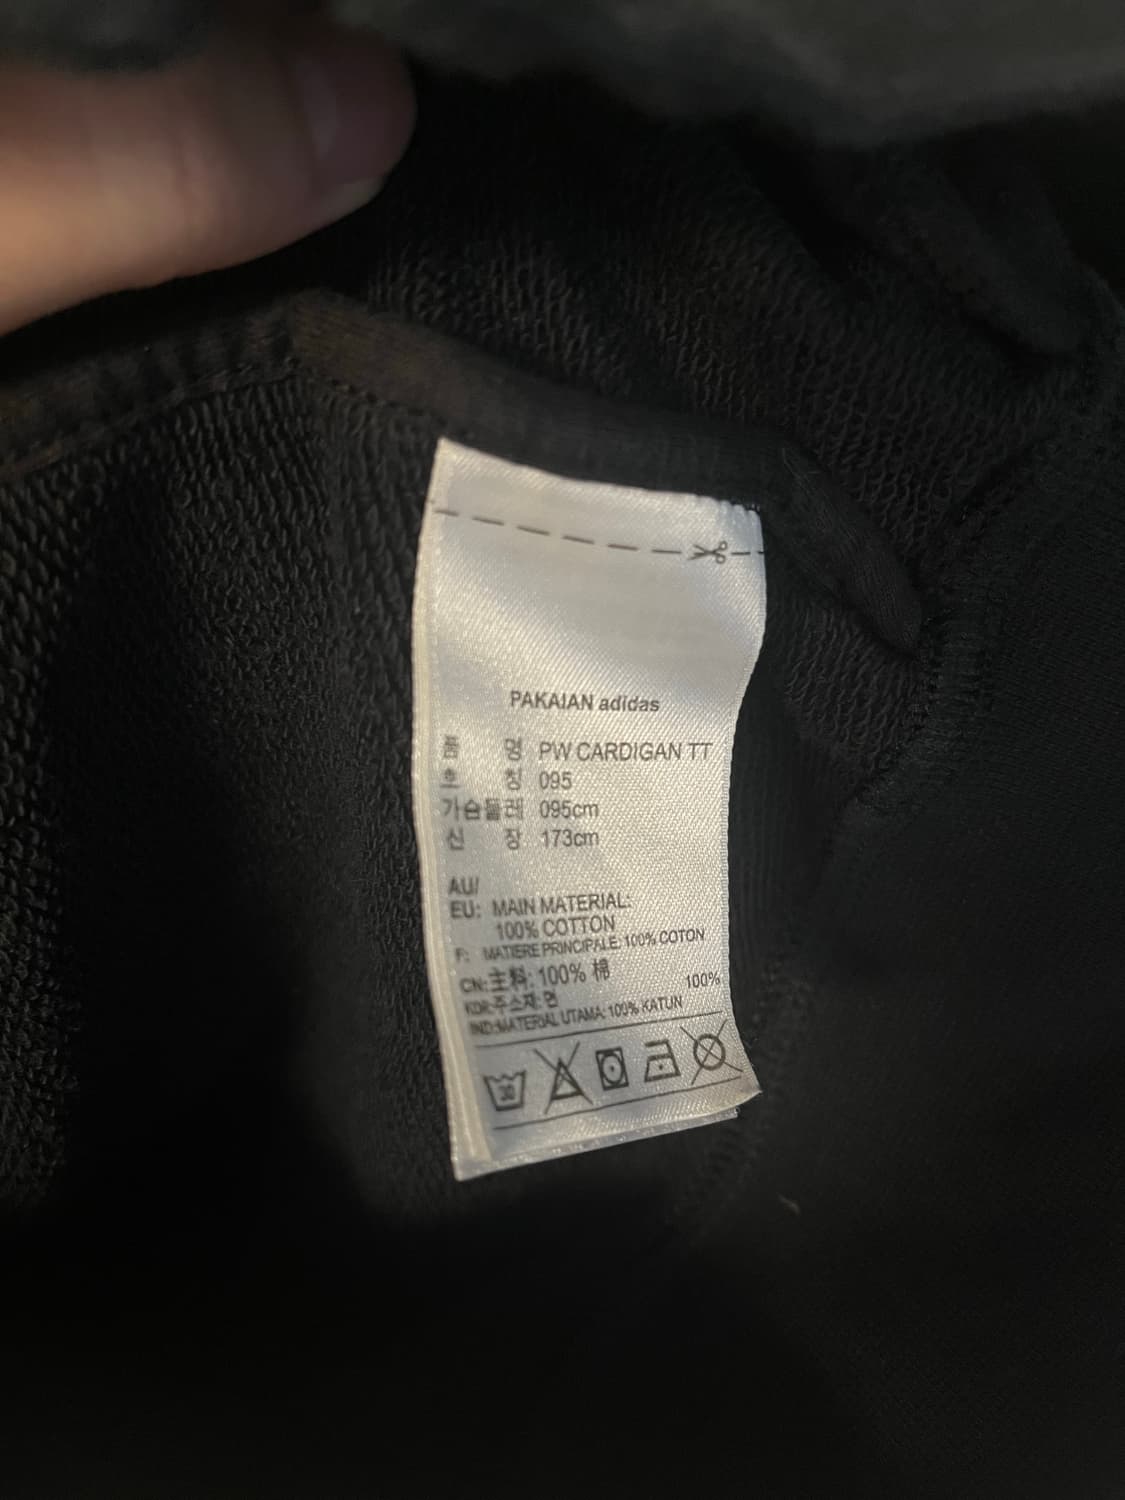 PAKAIAN adidas
품 명 PW CARDIGAN TT
호 칭 095
가슴둘레 095cm
신 장 173cm
AU/
EU: MAIN MATERIAL:
100% COTTON
F: MATIERE PRINCIPALE: 100% COTON
CN:主料: 100% 棉
KOR:주소재: 면 100%
IND:MATERIAL UTAMA: 100% KATUN
30